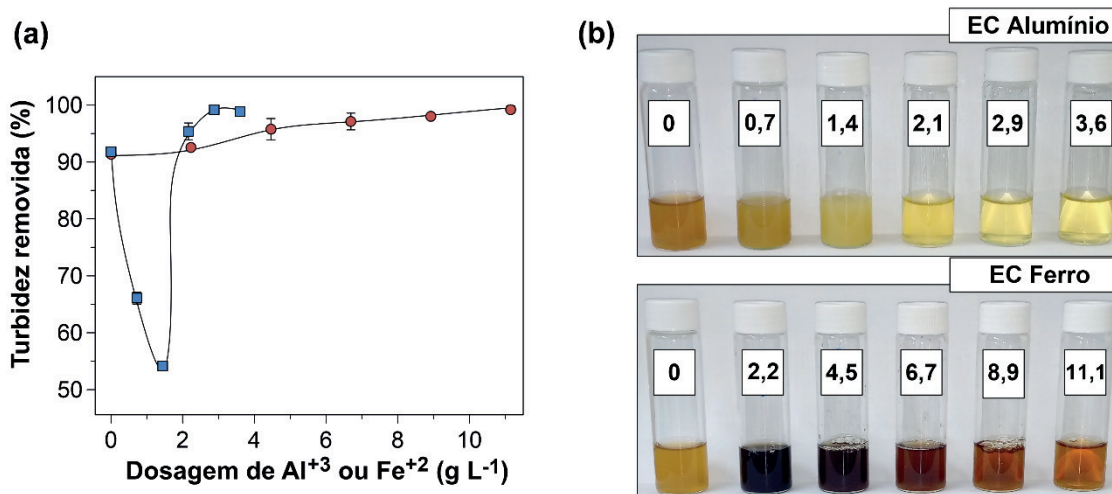 (a)
Turbidez removida (%)
100
90
80
70
60
50
0 2 4 6 8 10
Dosagem de Al+3 ou Fe+2 (g L-1)
(b)
EC Alumínio
0 0,7 1,4 2,1 2,9 3,6
EC Ferro
0 2,2 4,5 6,7 8,9 11,1